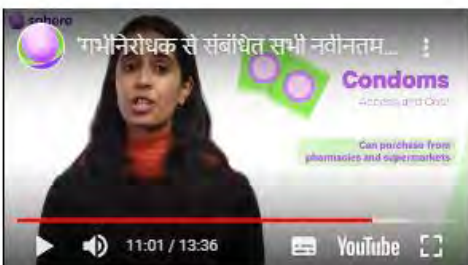 sphere
'गर्भनिरोधक से संबंधित सभी नवीनतम...
Condoms
Access and Cost
Can purchase from
pharmacies and supermarkets
11:01 / 13:36
YouTube